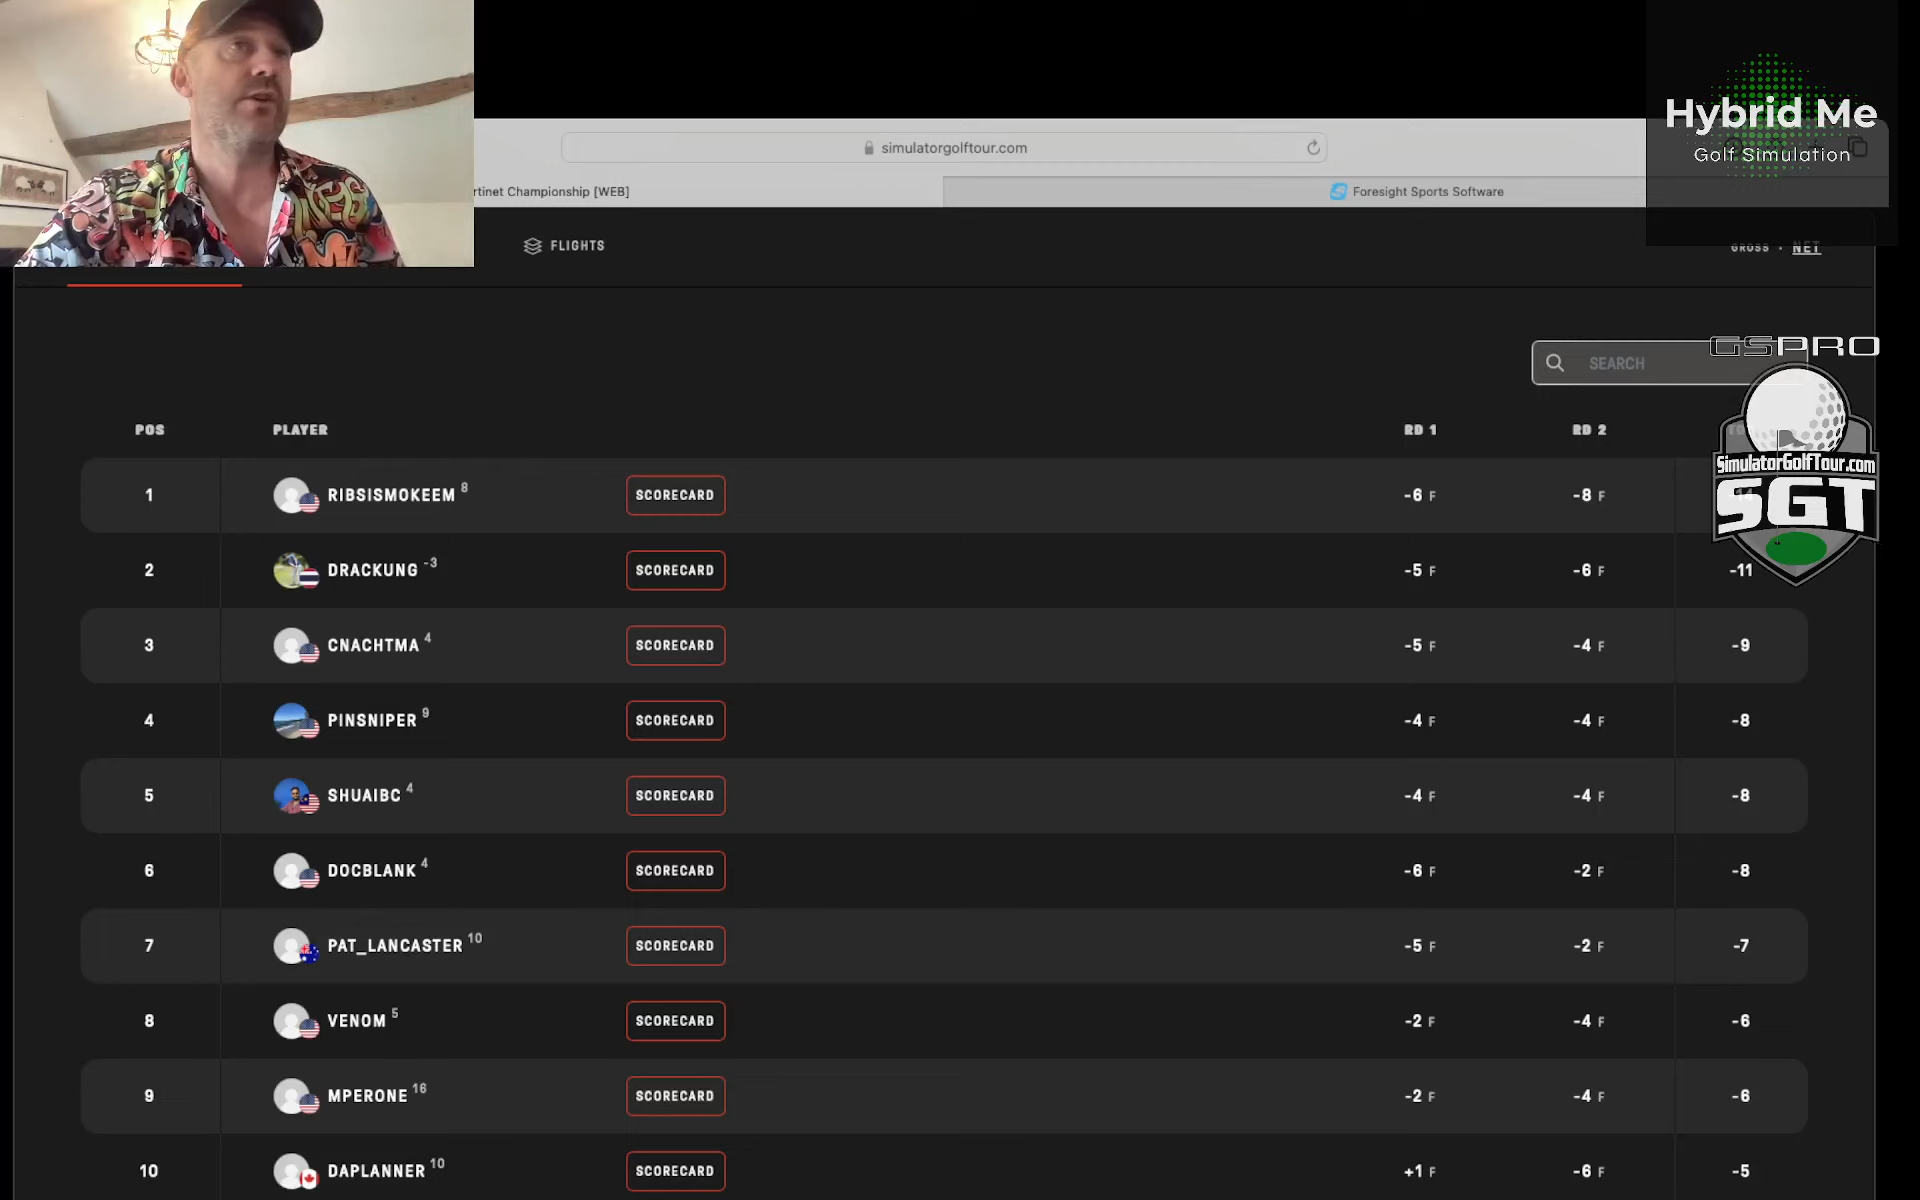 Hybrid Me
Golf Simulation
simulatorgolftour.com
rtinet Championship [WEB]
Foresight Sports Software
FLIGHTS
GROSS · NET
GSPRO
SEARCH
POS PLAYER RD 1 RD 2
SimulatorGolfTour.com
SGT
1 RIBSISMOKEEM 8 SCORECARD -6 F -8 F -14
2 DRACKUNG -3 SCORECARD -5 F -6 F -11
3 CNACHTMA 4 SCORECARD -5 F -4 F -9
4 PINSNIPER 9 SCORECARD -4 F -4 F -8
5 SHUAIBC 4 SCORECARD -4 F -4 F -8
6 DOCBLANK 4 SCORECARD -6 F -2 F -8
7 PAT_LANCASTER 10 SCORECARD -5 F -2 F -7
8 VENOM 5 SCORECARD -2 F -4 F -6
9 MPERONE 16 SCORECARD -2 F -4 F -6
10 DAPLANNER 10 SCORECARD +1 F -6 F -5